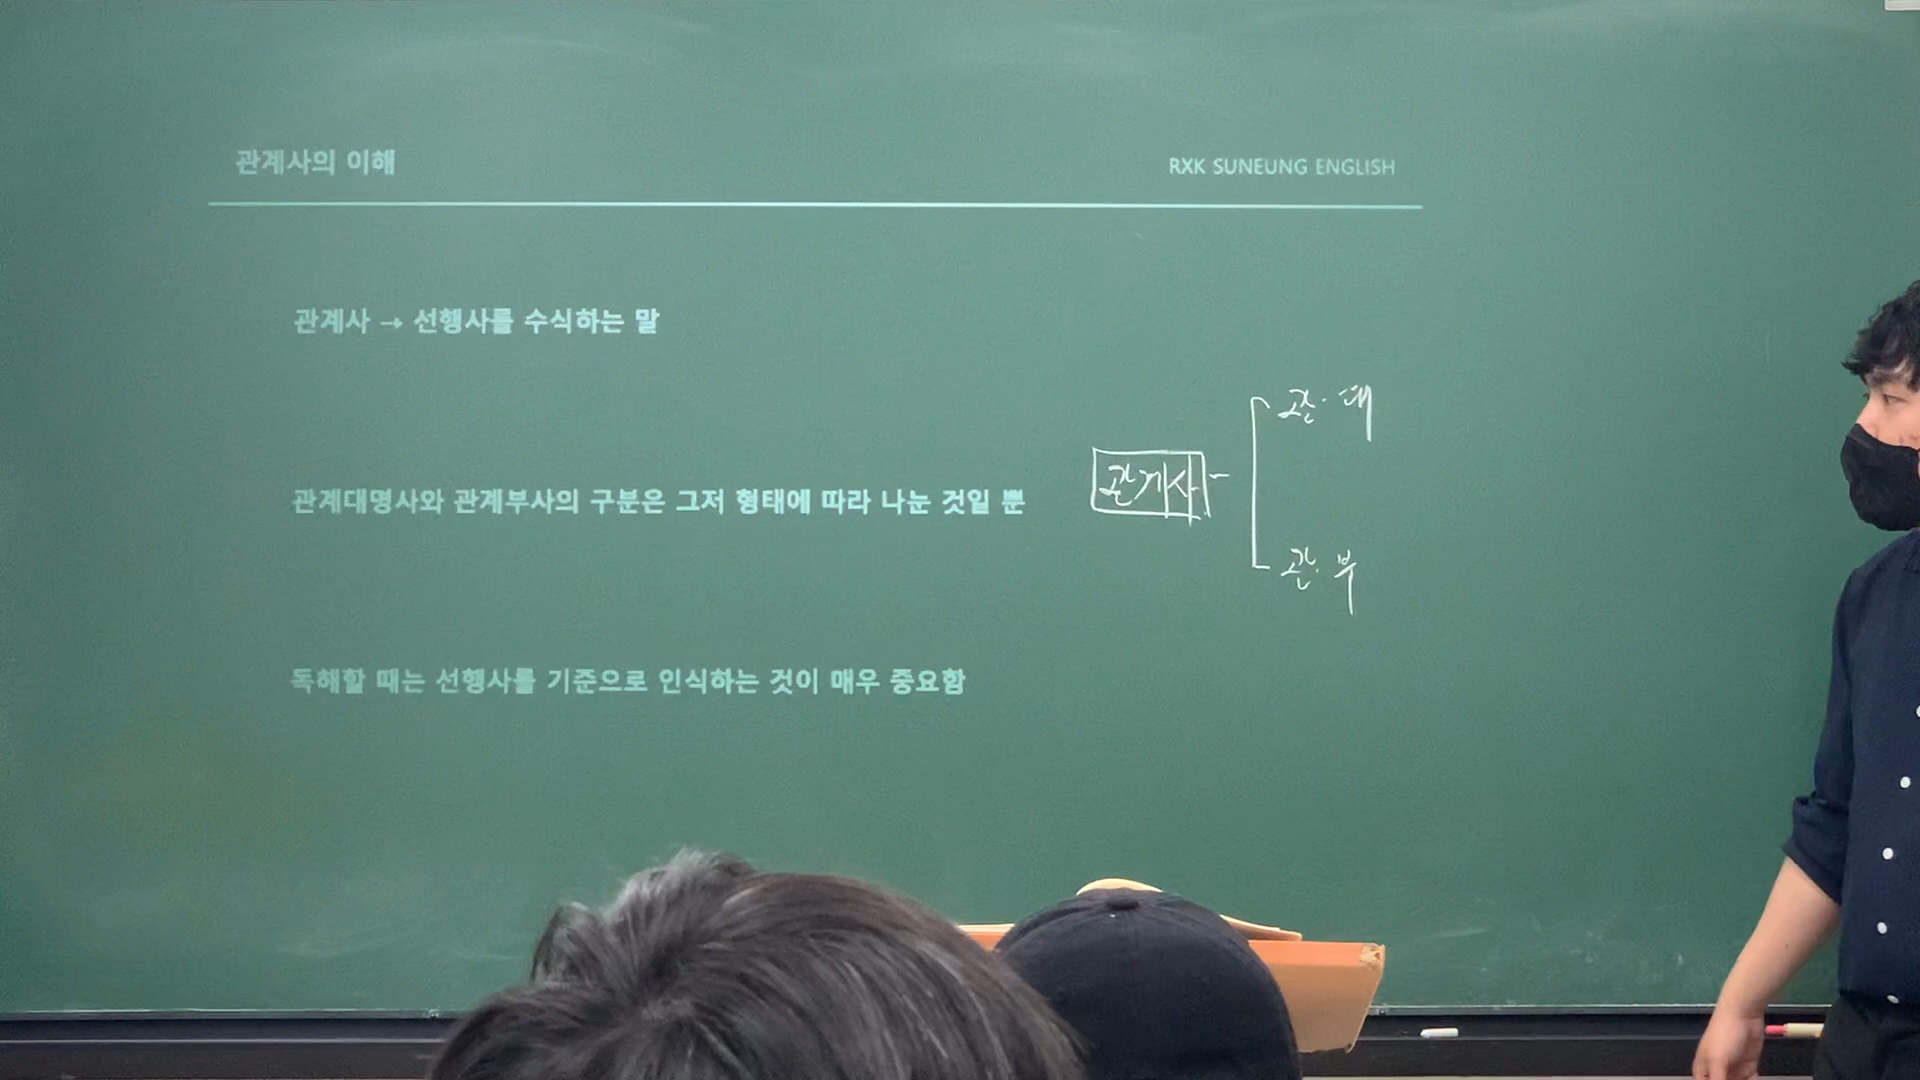 관계사의 이해
RXK SUNEUNG ENGLISH
관계사 → 선행사를 수식하는 말
관·대
관계사
관계대명사와 관계부사의 구분은 그저 형태에 따라 나눈 것일 뿐
관·부
독해할 때는 선행사를 기준으로 인식하는 것이 매우 중요함